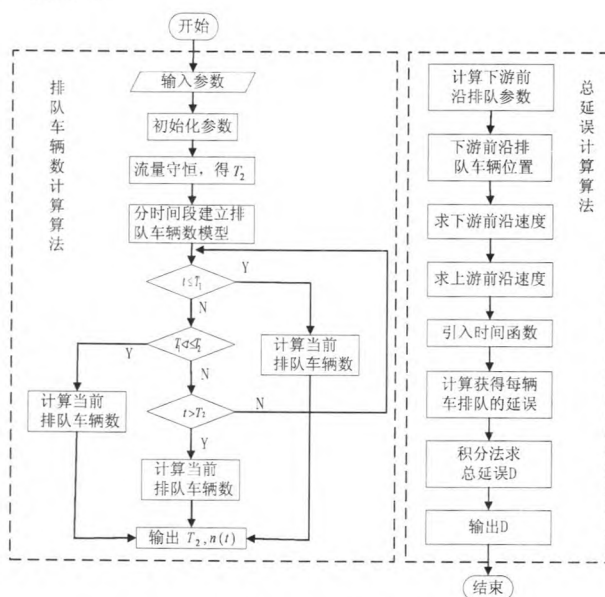 开始
排队车辆数计算算法
输入参数
初始化参数
流量守恒，得 T₂
分时间段建立排
队车辆数模型
t≤T₁
Y
N
T₁<t≤T₂
Y
N
计算当前
排队车辆数
计算当前
排队车辆数
t>T₂
N
Y
计算当前
排队车辆数
输出 T₂, n(t)
总延误计算算法
计算下游前
沿排队参数
下游前沿排
队车辆位置
求下游前沿速度
求上游前沿速度
引入时间函数
计算获得每辆
车排队的延误
积分法求
总延误D
输出D
结束